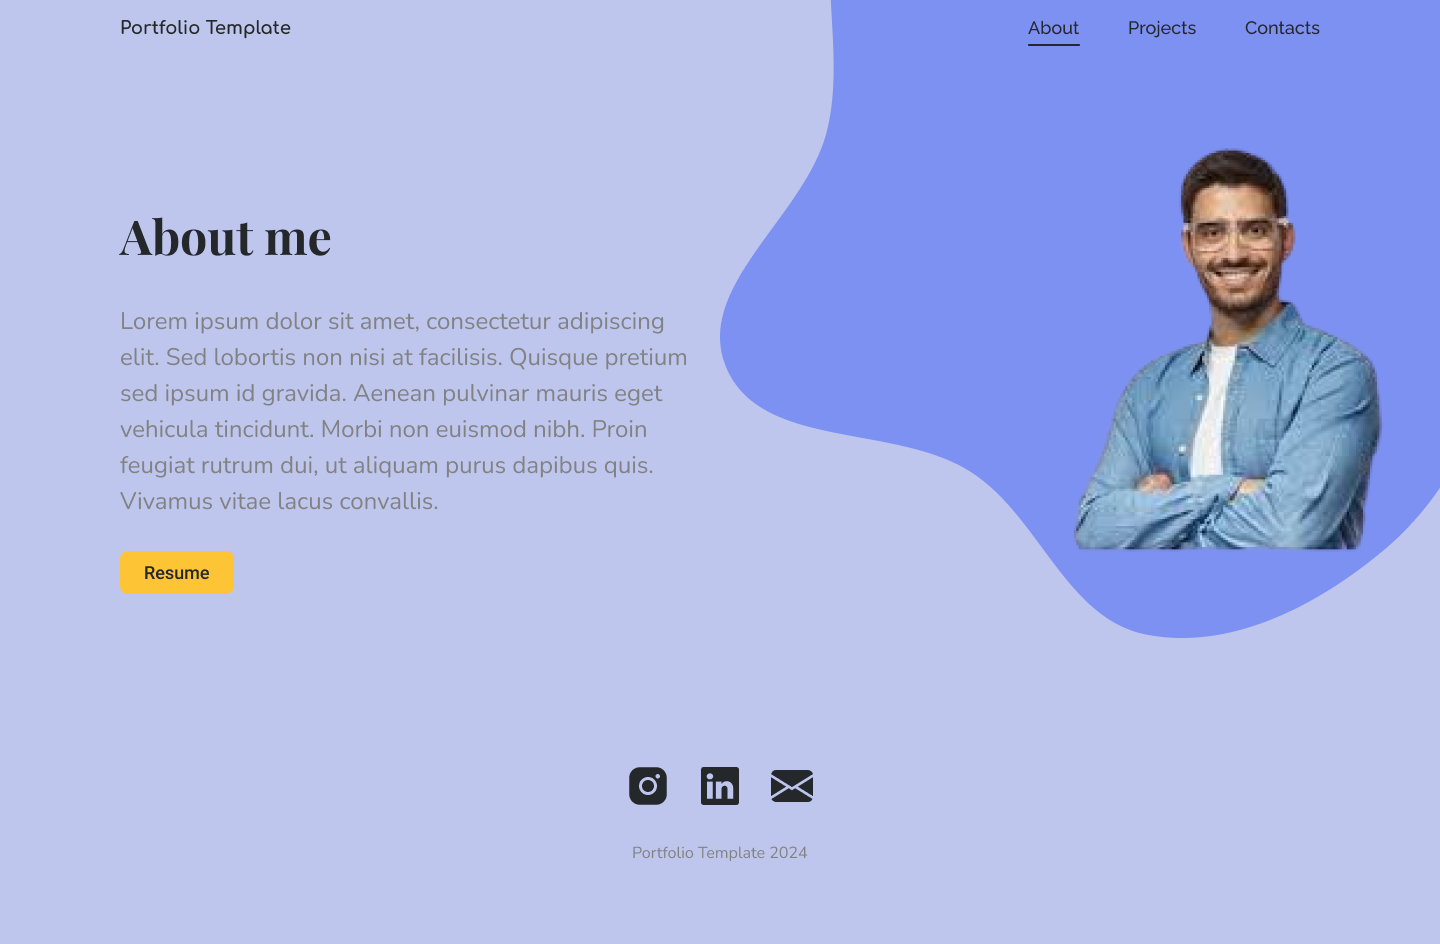 Portfolio Template
About
Projects
Contacts
About me
Lorem ipsum dolor sit amet, consectetur adipiscing
elit. Sed lobortis non nisi at facilisis. Quisque pretium
sed ipsum id gravida. Aenean pulvinar mauris eget
vehicula tincidunt. Morbi non euismod nibh. Proin
feugiat rutrum dui, ut aliquam purus dapibus quis.
Vivamus vitae lacus convallis.
Resume
in
Portfolio Template 2024